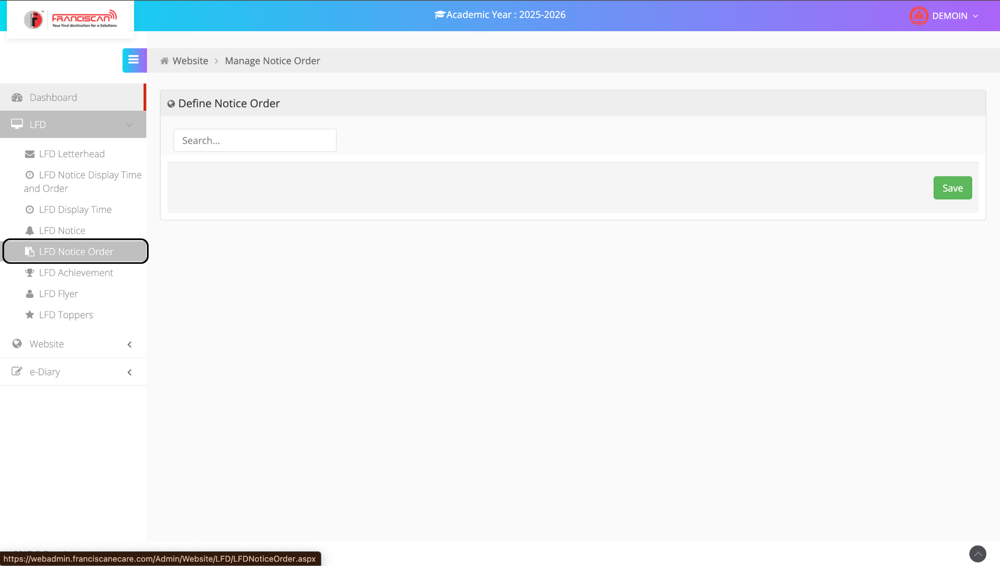 FRANCISCAN
Your final destination for e-Solutions
Academic Year : 2025-2026
DEMOIN
Website > Manage Notice Order
Dashboard
LFD
LFD Letterhead
LFD Notice Display Time
and Order
LFD Display Time
LFD Notice
LFD Notice Order
LFD Achievement
LFD Flyer
LFD Toppers
Website
e-Diary
Define Notice Order
Search...
Save
https://webadmin.franciscanecare.com/Admin/Website/LFD/LFDNoticeOrder.aspx